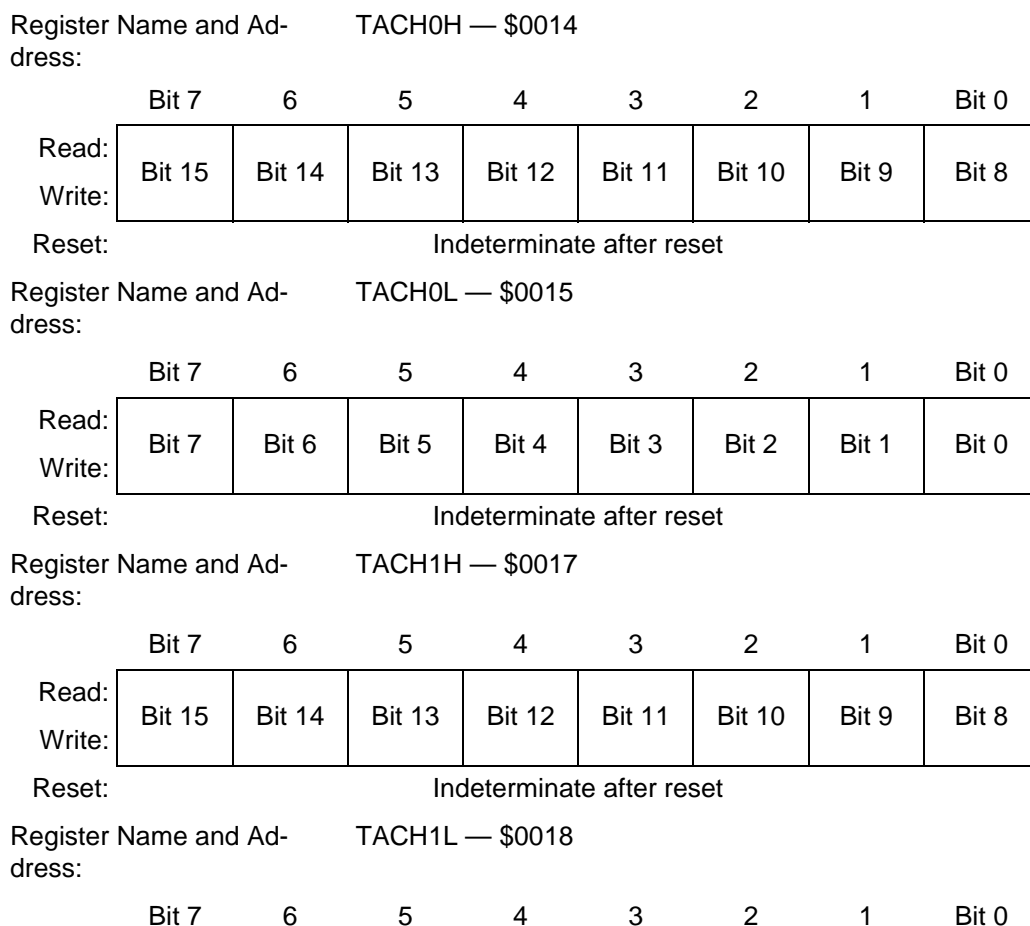 Register Name and Ad- TACH0H — $0014
dress:
Bit 7 6 5 4 3 2 1 Bit 0
Read:
Bit 15 Bit 14 Bit 13 Bit 12 Bit 11 Bit 10 Bit 9 Bit 8
Write:
Reset: Indeterminate after reset
Register Name and Ad- TACH0L — $0015
dress:
Bit 7 6 5 4 3 2 1 Bit 0
Read:
Bit 7 Bit 6 Bit 5 Bit 4 Bit 3 Bit 2 Bit 1 Bit 0
Write:
Reset: Indeterminate after reset
Register Name and Ad- TACH1H — $0017
dress:
Bit 7 6 5 4 3 2 1 Bit 0
Read:
Bit 15 Bit 14 Bit 13 Bit 12 Bit 11 Bit 10 Bit 9 Bit 8
Write:
Reset: Indeterminate after reset
Register Name and Ad- TACH1L — $0018
dress:
Bit 7 6 5 4 3 2 1 Bit 0